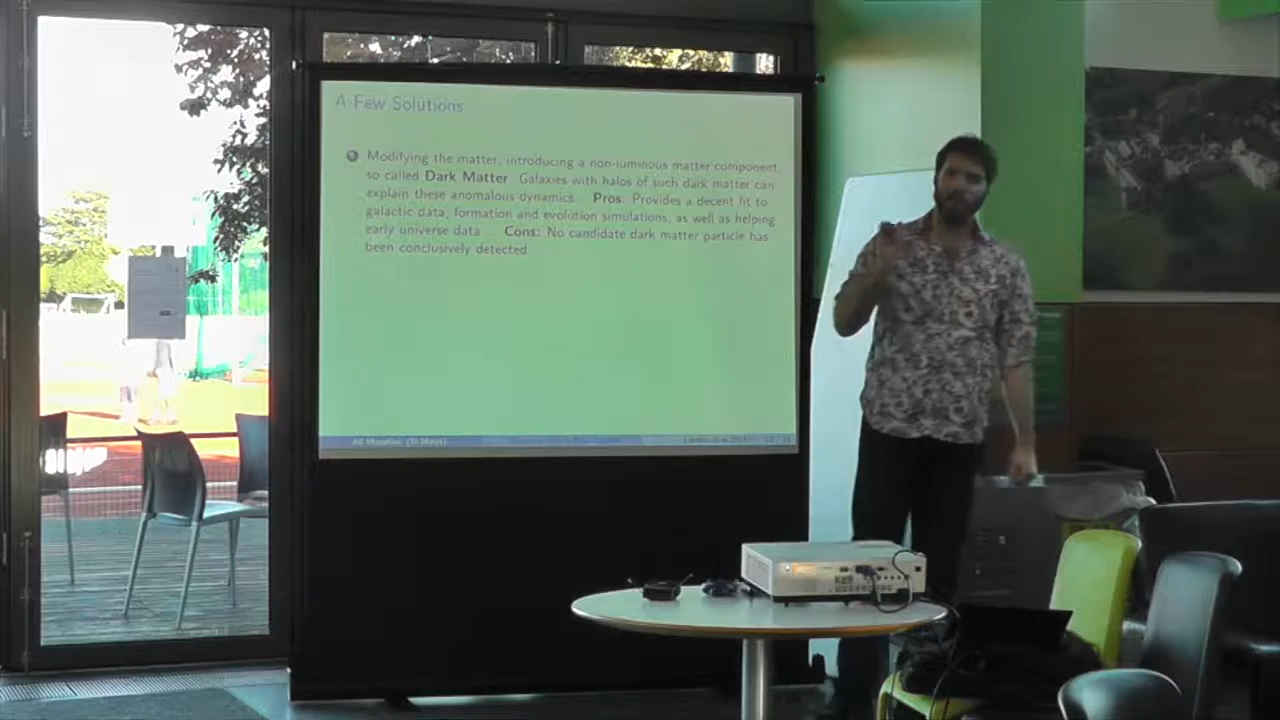 A Few Solutions
Modifying the matter, introducing a non-luminous matter component,
so called Dark Matter Galaxies with halos of such dark matter can
explain these anomalous dynamics Pros: Provides a decent fit to
galactic data, formation and evolution simulations, as well as helping
early universe data Cons: No candidate dark matter particle has
been conclusively detected